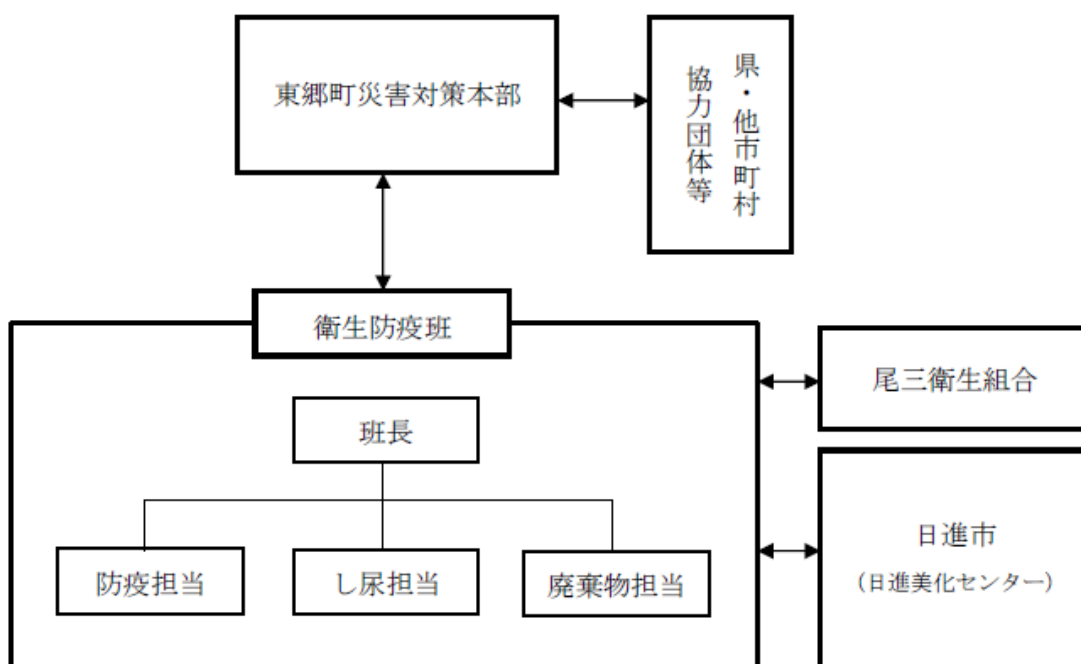 東郷町災害対策本部
県・他市町村
協力団体等
衛生防疫班
尾三衛生組合
班長
日進市
（日進美化センター）
防疫担当
し尿担当
廃棄物担当